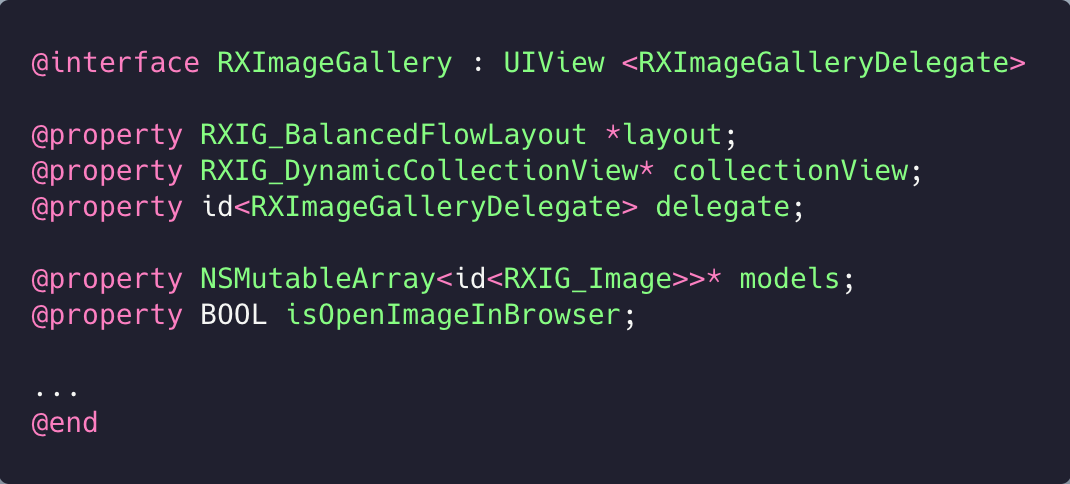 @interface RXImageGallery : UIView <RXImageGalleryDelegate>
@property RXIG_BalancedFlowLayout *layout;
@property RXIG_DynamicCollectionView* collectionView;
@property id<RXImageGalleryDelegate> delegate;
@property NSMutableArray<id<RXIG_Image>>* models;
@property BOOL isOpenImageInBrowser;
...
@end